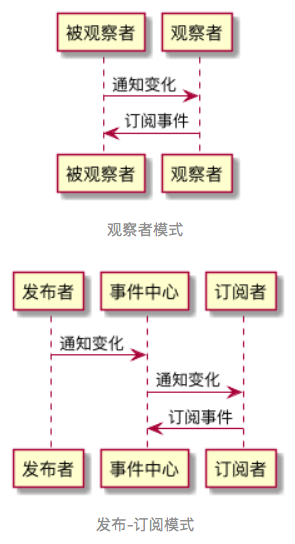 被观察者 观察者
通知变化
订阅事件
被观察者 观察者
观察者模式
发布者 事件中心 订阅者
通知变化
通知变化
订阅事件
发布者 事件中心 订阅者
发布-订阅模式